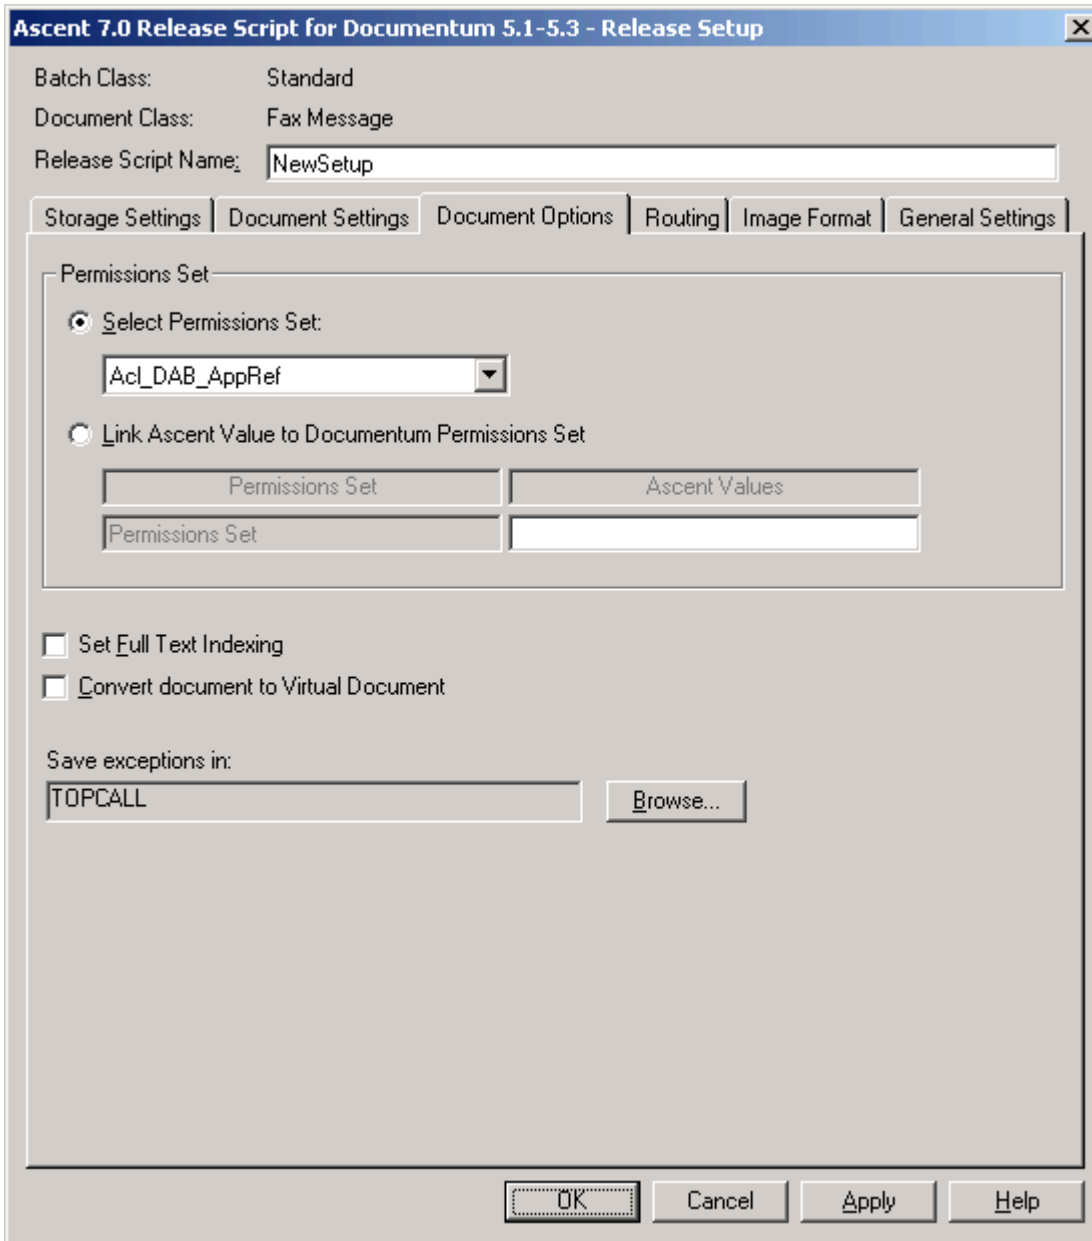 Ascent 7.0 Release Script for Documentum 5.1-5.3 - Release Setup
Batch Class: Standard
Document Class: Fax Message
Release Script Name: NewSetup
Storage Settings Document Settings Document Options Routing Image Format General Settings
Permissions Set
Select Permissions Set:
Acl_DAB_AppRef
Link Ascent Value to Documentum Permissions Set
Permissions Set Ascent Values
Permissions Set
Set Full Text Indexing
Convert document to Virtual Document
Save exceptions in:
TOPCALL Browse...
OK Cancel Apply Help